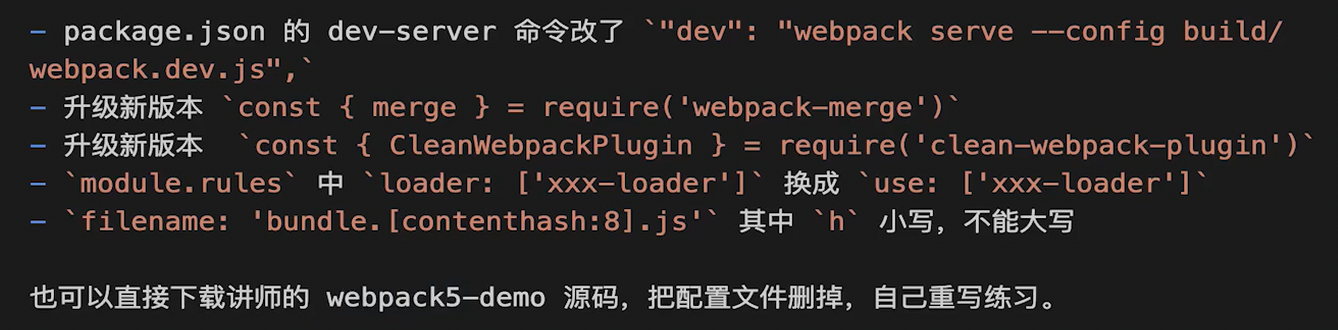 - package.json 的 dev-server 命令改了 `"dev": "webpack serve --config build/
webpack.dev.js",`
- 升级新版本 `const { merge } = require('webpack-merge')`
- 升级新版本  `const { CleanWebpackPlugin } = require('clean-webpack-plugin')`
- `module.rules` 中 `loader: ['xxx-loader']` 换成 `use: ['xxx-loader']`
- `filename: 'bundle.[contenthash:8].js'` 其中 `h` 小写，不能大写
也可以直接下载讲师的 webpack5-demo 源码，把配置文件删掉，自己重写练习。